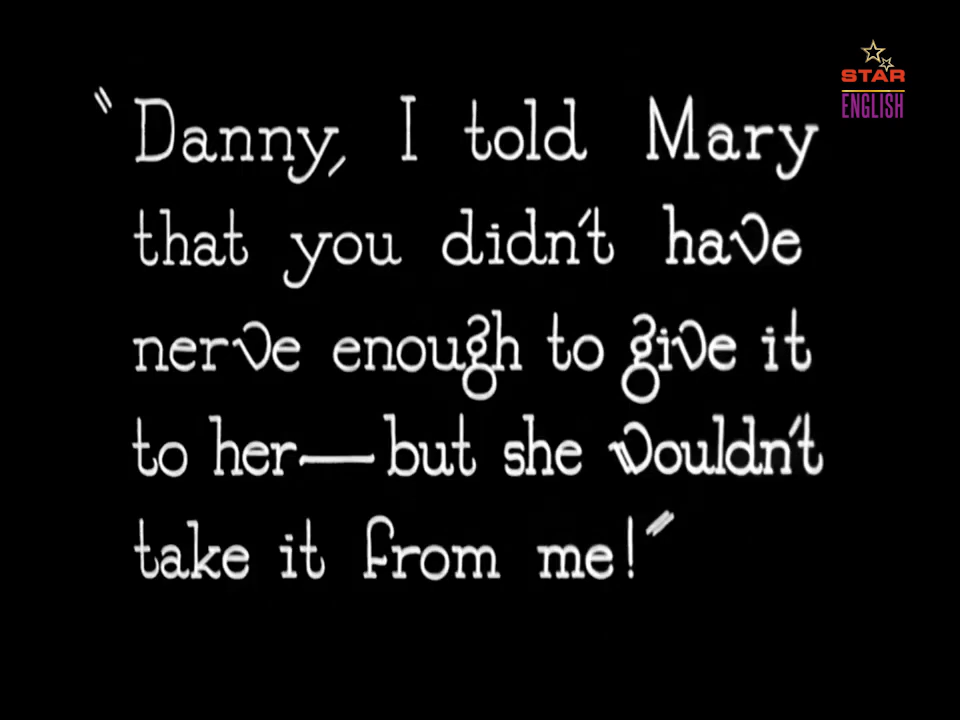 STAR
ENGLISH
"Danny, I told Mary
that you didn't have
nerve enough to give it
to her—but she wouldn't
take it from me!"